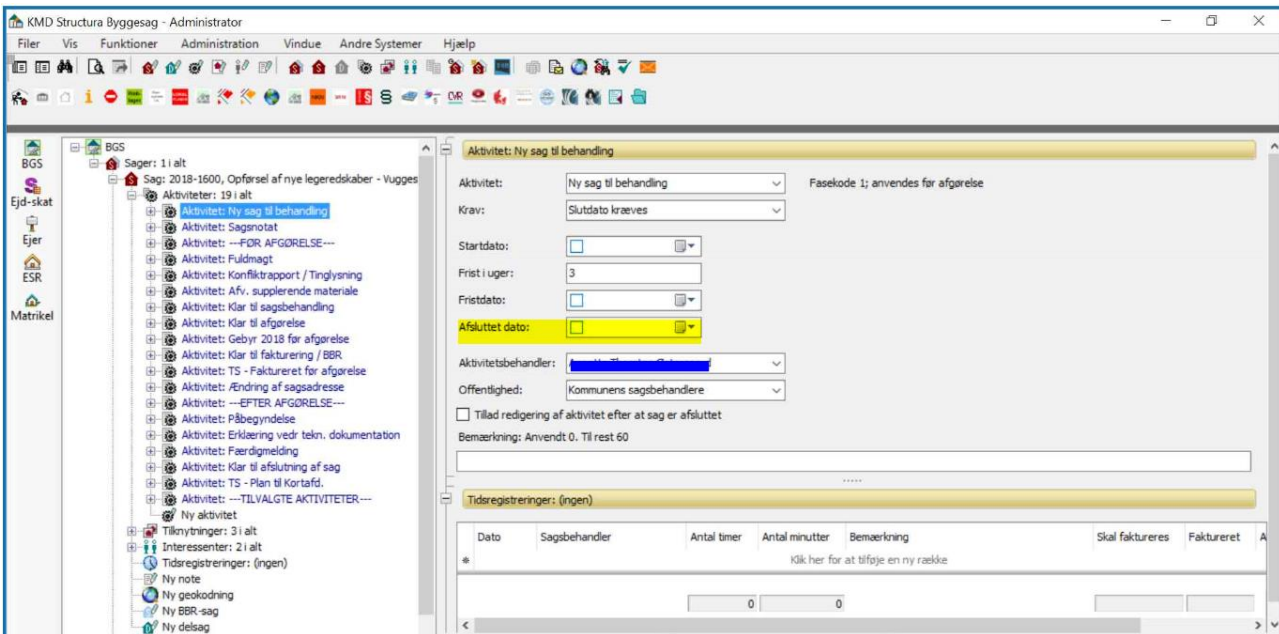 KMD Structura Byggesag - Administrator
Filer Vis Funktioner Administration Vindue Andre Systemer Hjælp
CVR
BGS
Ejd-skat
Ejer
ESR
Matrikel
BGS
Sager: 1 i alt
Sag: 2018-1600, Opførsel af nye legeredskaber - Vugges
Aktiviteter: 19 i alt
Aktivitet: Ny sag til behandling
Aktivitet: Sagsnotat
Aktivitet: ---FØR AFGØRELSE---
Aktivitet: Fuldmagt
Aktivitet: Konfliktrapport / Tinglysning
Aktivitet: Afv. supplerende materiale
Aktivitet: Klar til sagsbehandling
Aktivitet: Klar til afgørelse
Aktivitet: Gebyr 2018 før afgørelse
Aktivitet: Klar til fakturering / BBR
Aktivitet: TS - Faktureret før afgørelse
Aktivitet: Ændring af sagsadresse
Aktivitet: ---EFTER AFGØRELSE---
Aktivitet: Påbegyndelse
Aktivitet: Erklæring vedr tekn. dokumentation
Aktivitet: Færdigmelding
Aktivitet: Klar til afslutning af sag
Aktivitet: TS - Plan til Kortafd.
Aktivitet: ---TILVALGTE AKTIVITETER---
Ny aktivitet
Tilknytninger: 3 i alt
Interessenter: 2 i alt
Tidsregistreringer: (ingen)
Ny note
Ny geokodning
Ny BBR-sag
Ny delsag
Aktivitet: Ny sag til behandling
Aktivitet: Ny sag til behandling Fasekode 1; anvendes før afgørelse
Krav: Slutdato kræves
Startdato:
Frist i uger: 3
Fristdato:
Afsluttet dato:
Aktivitetsbehandler:
Offentlighed: Kommunens sagsbehandlere
Tillad redigering af aktivitet efter at sag er afsluttet
Bemærkning: Anvendt 0. Til rest 60
Tidsregistreringer: (ingen)
Dato Sagsbehandler Antal timer Antal minutter Bemærkning Skal faktureres Faktureret A
Klik her for at tilføje en ny række
0 0